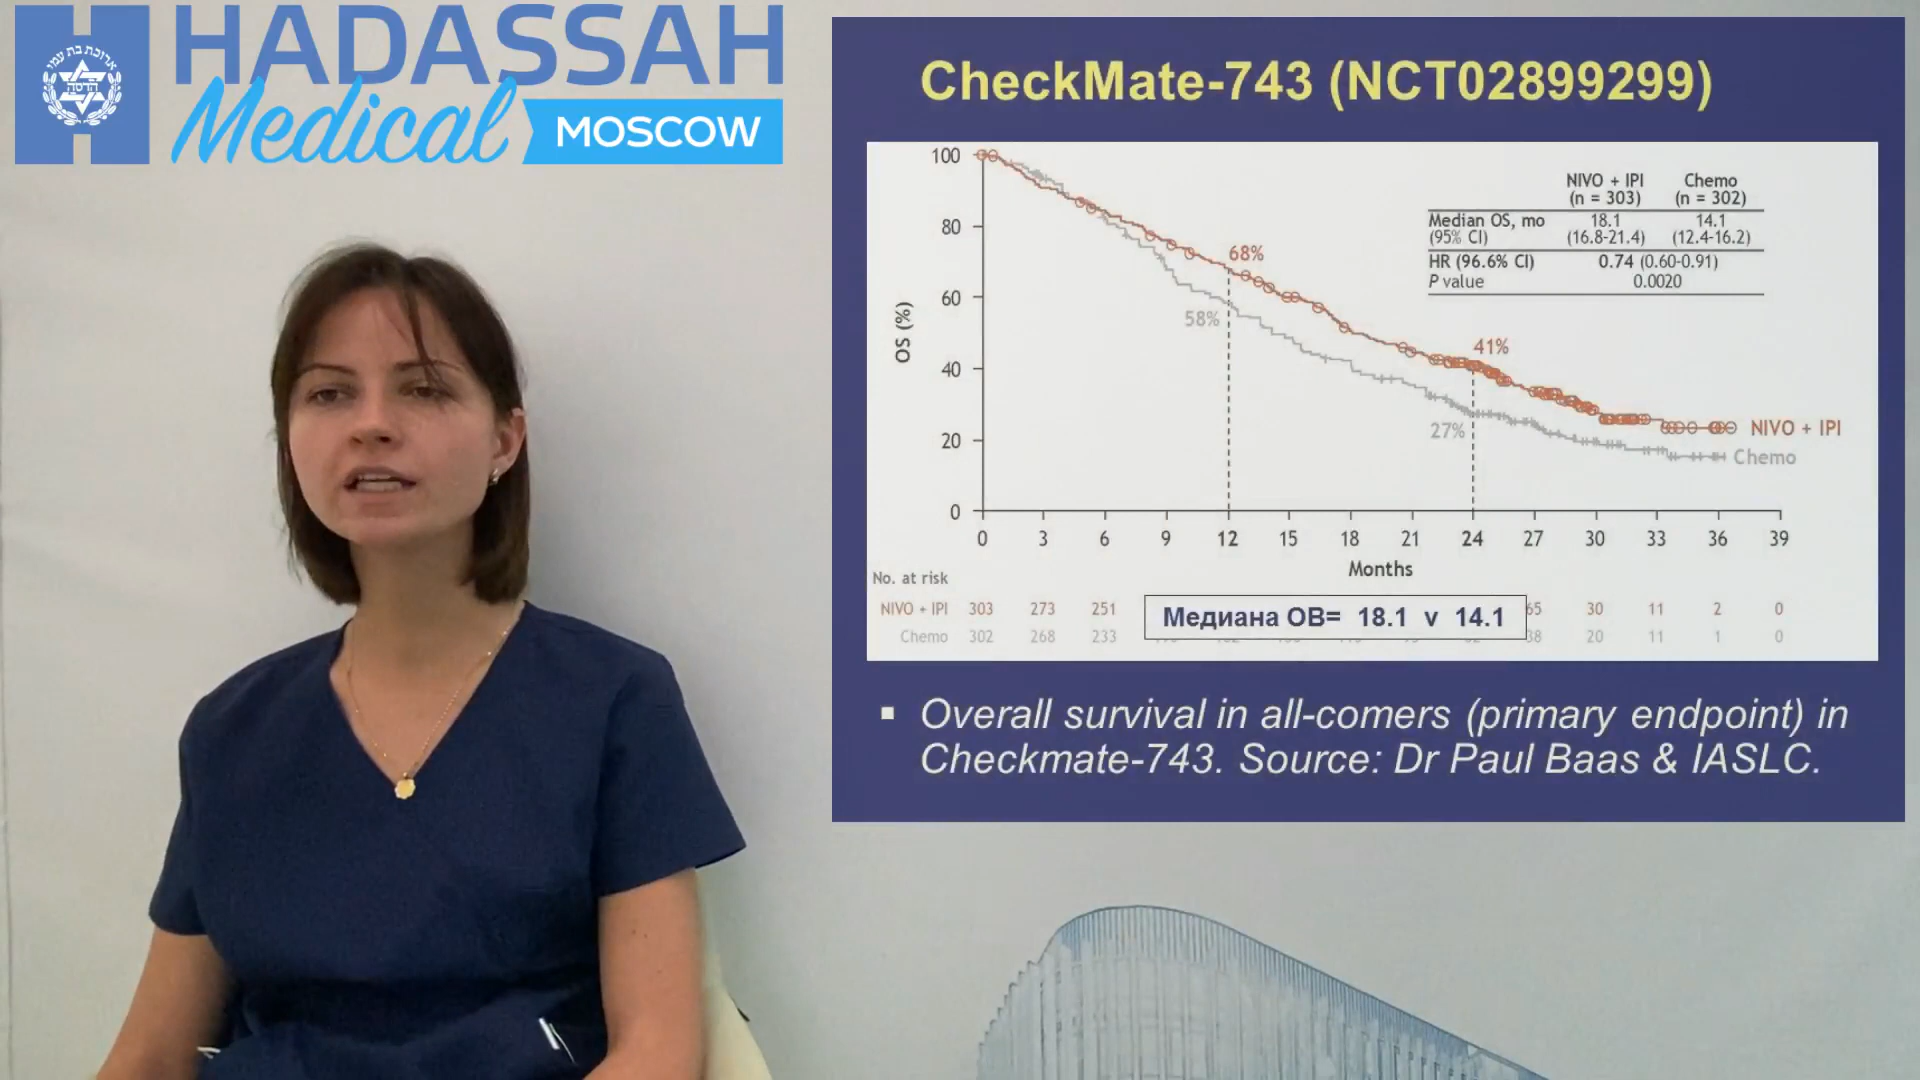 HADASSAH
Medical MOSCOW
ארוכת בת עמי
הדסה
CheckMate-743 (NCT02899299)
NIVO + IPI Chemo
(n = 303) (n = 302)
Median OS, mo 18.1 14.1
(95% CI) (16.8-21.4) (12.4-16.2)
HR (96.6% CI) 0.74 (0.60-0.91)
P value 0.0020
OS (%)
100
80
60
40
20
0
68%
58%
41%
27%
NIVO + IPI
Chemo
0 3 6 9 12 15 18 21 24 27 30 33 36 39
Months
No. at risk
NIVO + IPI 303 273 251 65 30 11 2 0
Chemo 302 268 233 38 20 11 1 0
Медиана ОВ= 18.1 v 14.1
▪ Overall survival in all-comers (primary endpoint) in
Checkmate-743. Source: Dr Paul Baas & IASLC.